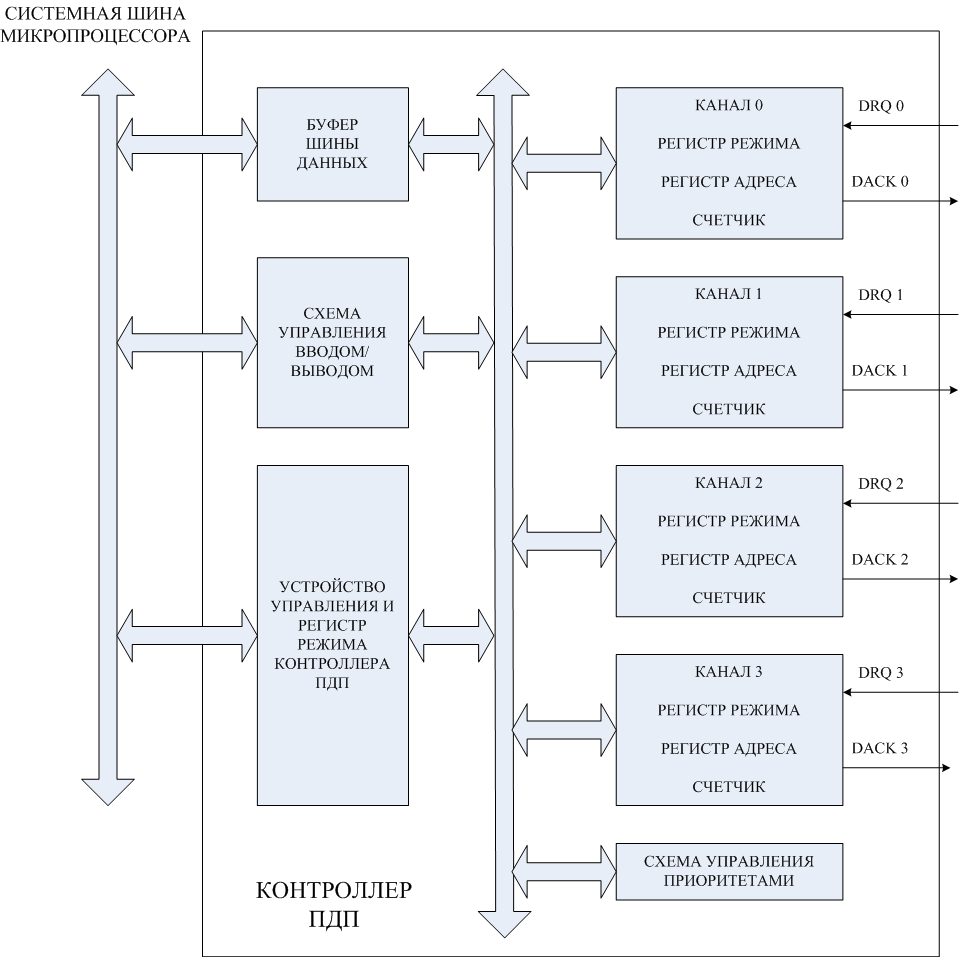 СИСТЕМНАЯ ШИНА
МИКРОПРОЦЕССОРА
БУФЕР
ШИНЫ
ДАННЫХ
СХЕМА
УПРАВЛЕНИЯ
ВВОДОМ/
ВЫВОДОМ
УСТРОЙСТВО
УПРАВЛЕНИЯ И
РЕГИСТР
РЕЖИМА
КОНТРОЛЛЕРА
ПДП
КОНТРОЛЛЕР
ПДП
КАНАЛ 0
РЕГИСТР РЕЖИМА
РЕГИСТР АДРЕСА
СЧЕТЧИК
DRQ 0
DACK 0
КАНАЛ 1
РЕГИСТР РЕЖИМА
РЕГИСТР АДРЕСА
СЧЕТЧИК
DRQ 1
DACK 1
КАНАЛ 2
РЕГИСТР РЕЖИМА
РЕГИСТР АДРЕСА
СЧЕТЧИК
DRQ 2
DACK 2
КАНАЛ 3
РЕГИСТР РЕЖИМА
РЕГИСТР АДРЕСА
СЧЕТЧИК
DRQ 3
DACK 3
СХЕМА УПРАВЛЕНИЯ
ПРИОРИТЕТАМИ